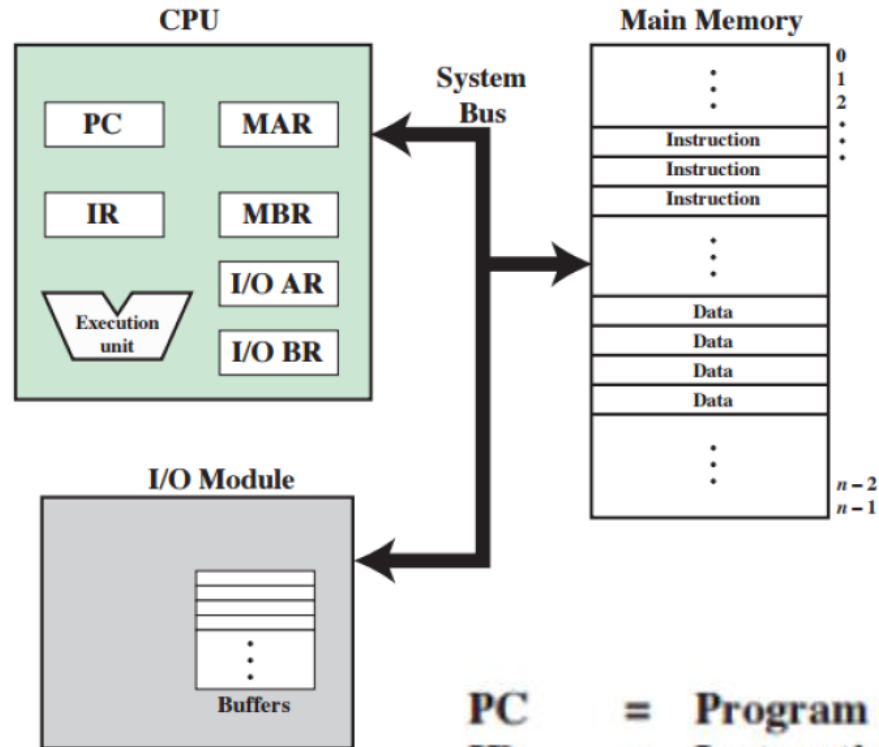 CPU
PC
MAR
IR
MBR
I/O AR
I/O BR
Execution
unit
System
Bus
Main Memory
0
1
2
Instruction
Instruction
Instruction
Data
Data
Data
Data
n – 2
n – 1
I/O Module
Buffers
PC = Program